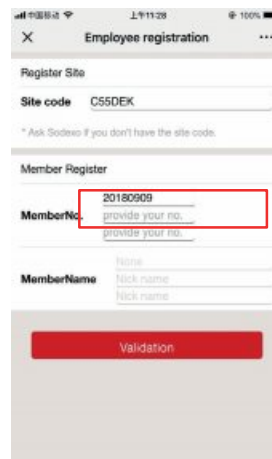 中国移动 上午11:28 100%
× Employee registration ...
Register Site
Site code C55DEK
* Ask Sodexo if you don't have the site code.
Member Register
20180909
MemberNo. provide your no.
provide your no.
None
MemberName Nick name
Nick name
Validation